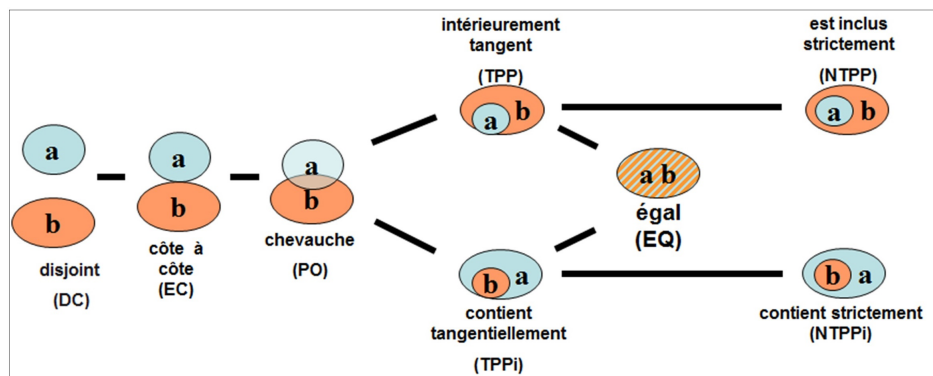 a
b
disjoint
(DC)
a
b
côte à
côte
(EC)
a
b
chevauche
(PO)
intérieurement
tangent
(TPP)
a b
est inclus
strictement
(NTPP)
a b
a b
égal
(EQ)
b a
contient
tangentiellement
(TPPi)
b a
contient strictement
(NTPPi)